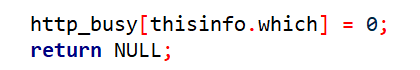 http_busy[thisinfo.which] = 0;
return NULL;